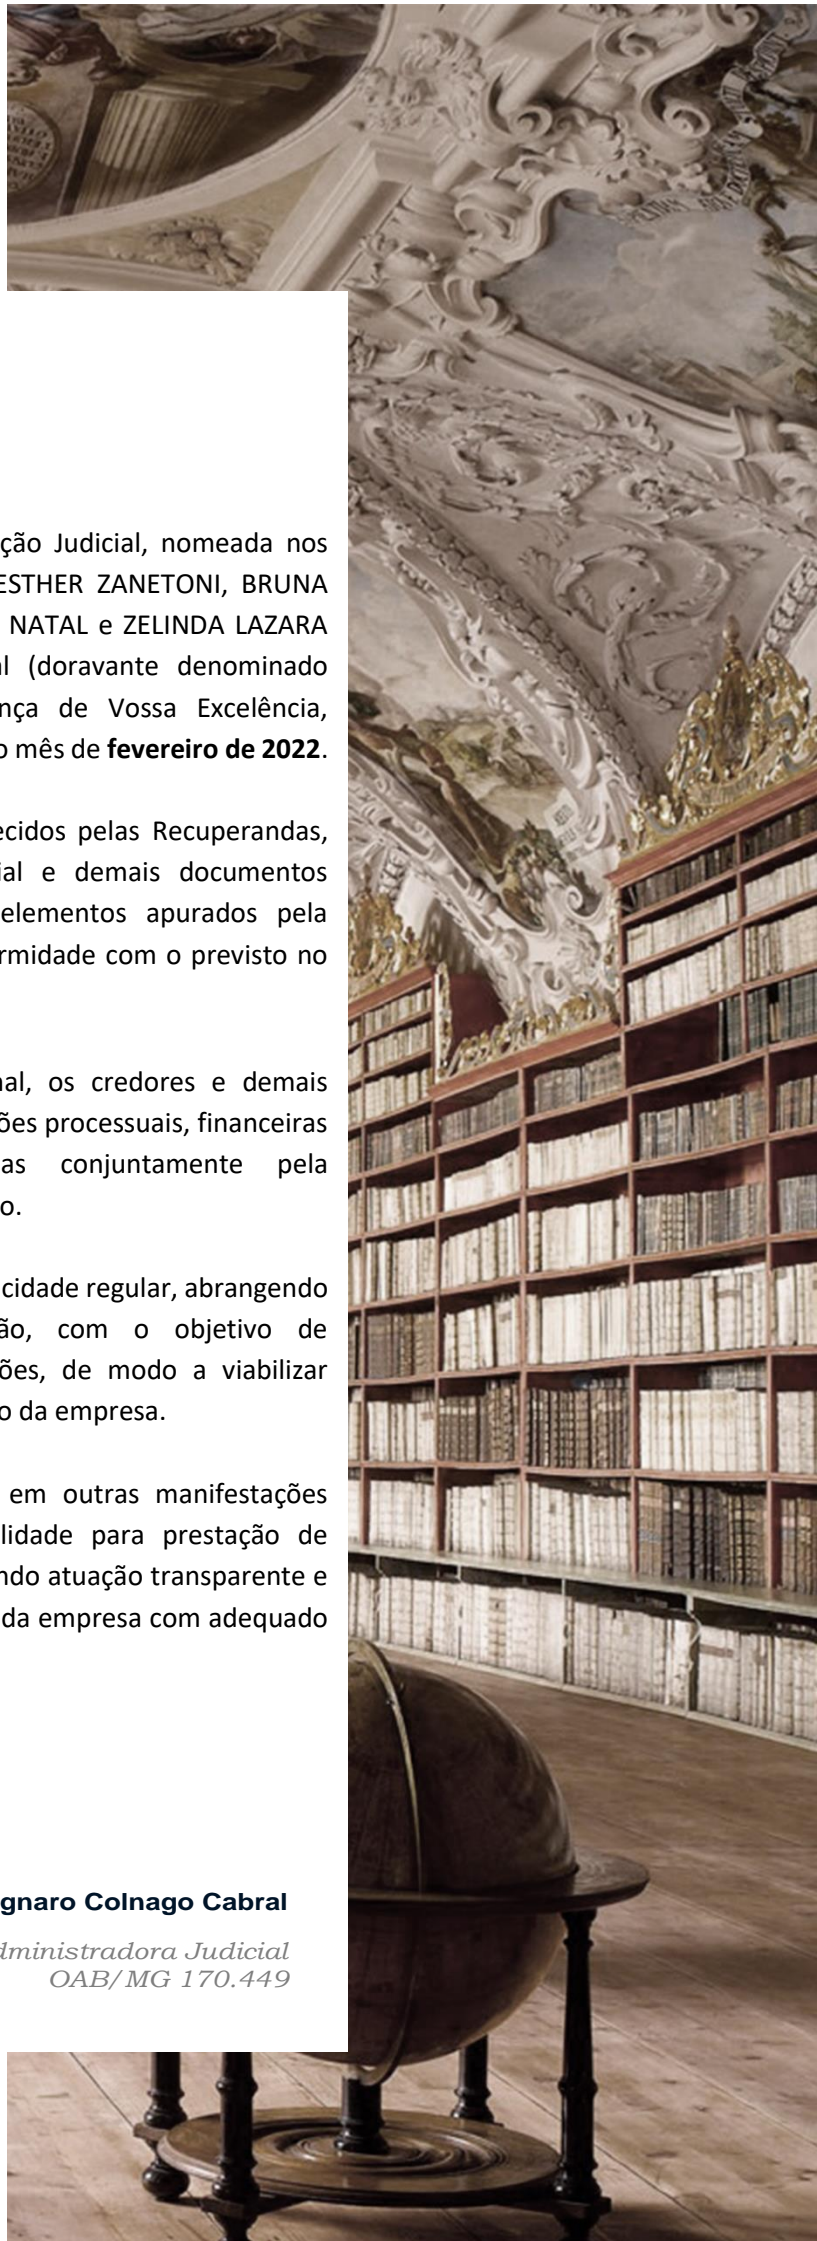 ção Judicial, nomeada nos
ESTHER ZANETONI, BRUNA
NATAL e ZELINDA LAZARA
l (doravante denominado
nça de Vossa Excelência,
o mês de fevereiro de 2022.
ecidos pelas Recuperandas,
ial e demais documentos
elementos apurados pela
ormidade com o previsto no
nal, os credores e demais
ões processuais, financeiras
as conjuntamente pela
o.
cidade regular, abrangendo
ão, com o objetivo de
ões, de modo a viabilizar
o da empresa.
em outras manifestações
lidade para prestação de
ndo atuação transparente e
da empresa com adequado
gnaro Colnago Cabral
dministradora Judicial
OAB/MG 170.449